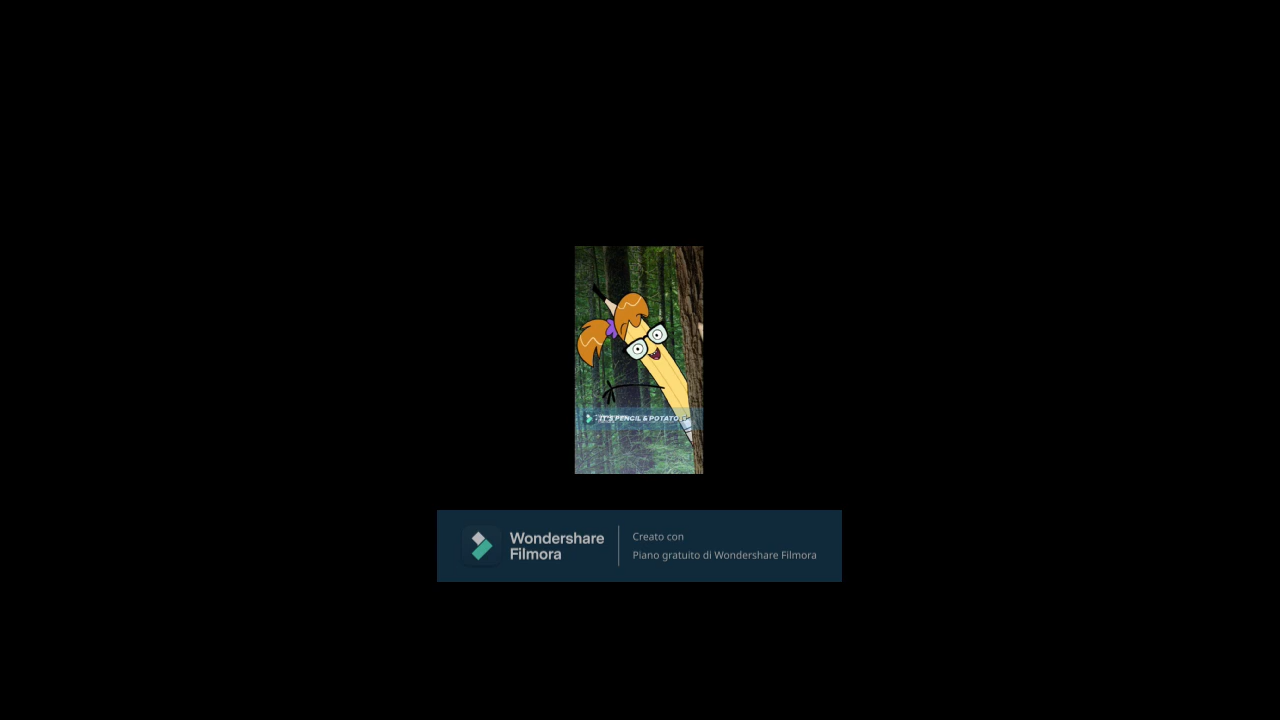 IT'S PENCIL & POTATO
Wondershare
Filmora
Creato con
Piano gratuito di Wondershare Filmora